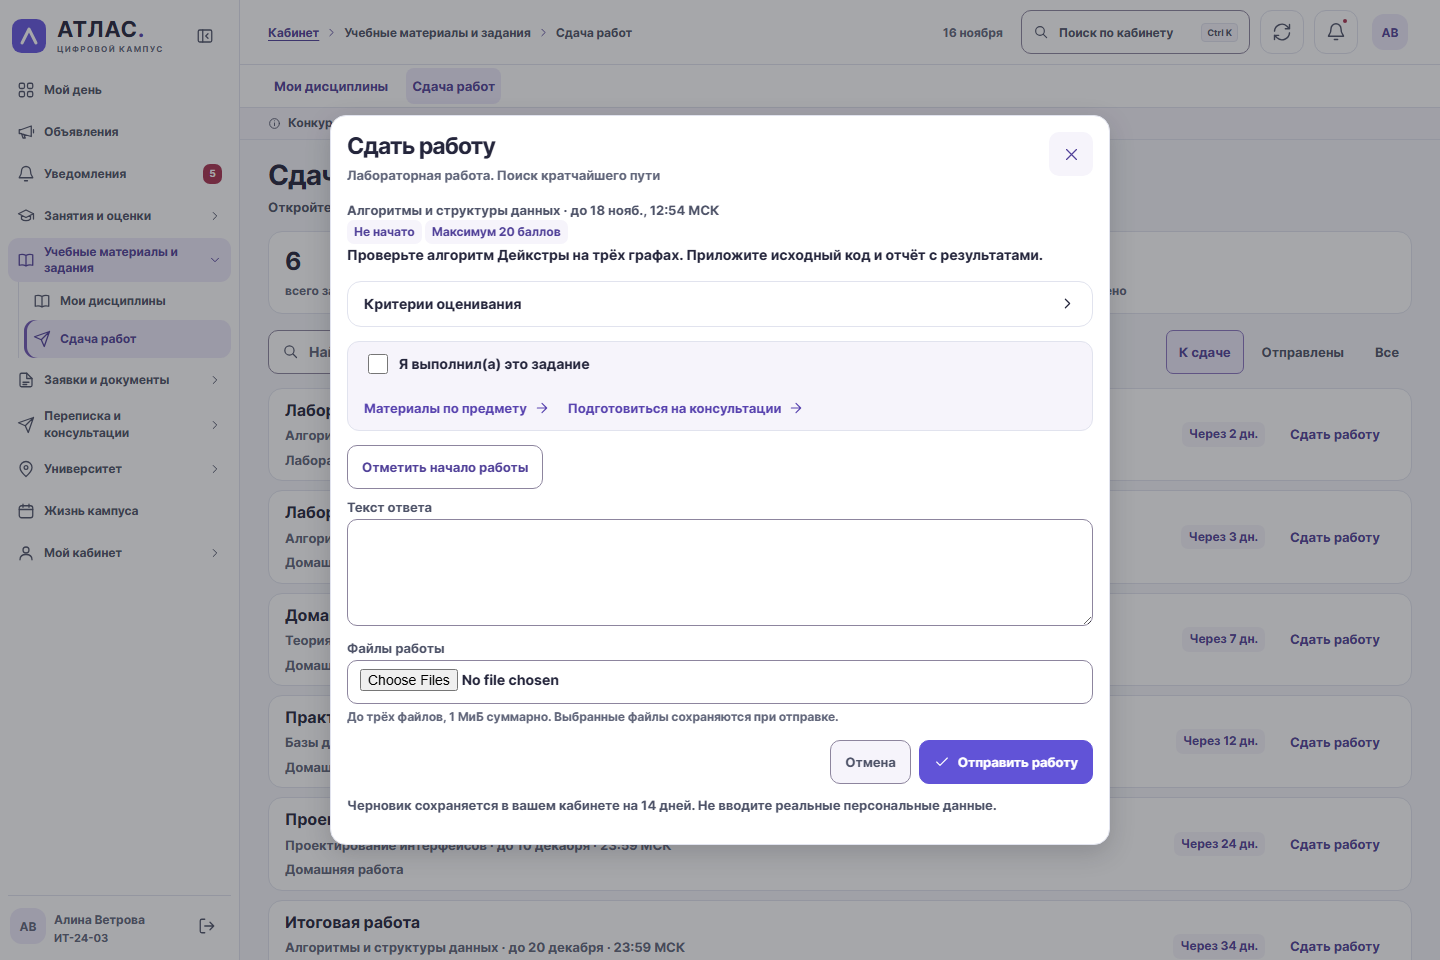 АТЛАС.
ЦИФРОВОЙ КАМПУС
Мой день
Объявления
Уведомления
5
Занятия и оценки
Учебные материалы и
задания
Мои дисциплины
Сдача работ
Заявки и документы
Переписка и
консультации
Университет
Жизнь кампуса
Мой кабинет
АВ
Алина Ветрова
ИТ-24-03
Кабинет
Учебные материалы и задания
Сдача работ
16 ноября
Поиск по кабинету
Ctrl K
АВ
Мои дисциплины
Сдача работ
6
К сдаче
Отправлены
Все
Через 2 дн.
Сдать работу
Через 3 дн.
Сдать работу
Через 7 дн.
Сдать работу
Через 12 дн.
Сдать работу
Проектирование интерфейсов · до 10 декабря · 23:59 МСК
Домашняя работа
Через 24 дн.
Сдать работу
Итоговая работа
Алгоритмы и структуры данных · до 20 декабря · 23:59 МСК
Через 34 дн.
Сдать работу
Сдать работу
Лабораторная работа. Поиск кратчайшего пути
Алгоритмы и структуры данных · до 18 нояб., 12:54 МСК
Не начато
Максимум 20 баллов
Проверьте алгоритм Дейкстры на трёх графах. Приложите исходный код и отчёт с результатами.
Критерии оценивания
Я выполнил(а) это задание
Материалы по предмету
Подготовиться на консультации
Отметить начало работы
Текст ответа
Файлы работы
Choose Files No file chosen
До трёх файлов, 1 МиБ суммарно. Выбранные файлы сохраняются при отправке.
Отмена
Отправить работу
Черновик сохраняется в вашем кабинете на 14 дней. Не вводите реальные персональные данные.